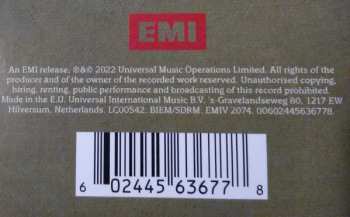 EMI
An EMI release. ℗&© 2022 Universal Music Operations Limited. All rights of the
producer and of the owner of the recorded work reserved. Unauthorised copying,
hiring, renting, public performance and broadcasting of this record prohibited.
Made in the E.U. Universal International Music B.V. 's-Gravelandseweg 80, 1217 EW
Hilversum, Netherlands. LC00542. BIEM/SDRM. EMIV 2074. 00602445636778.
6 02445 63677 8